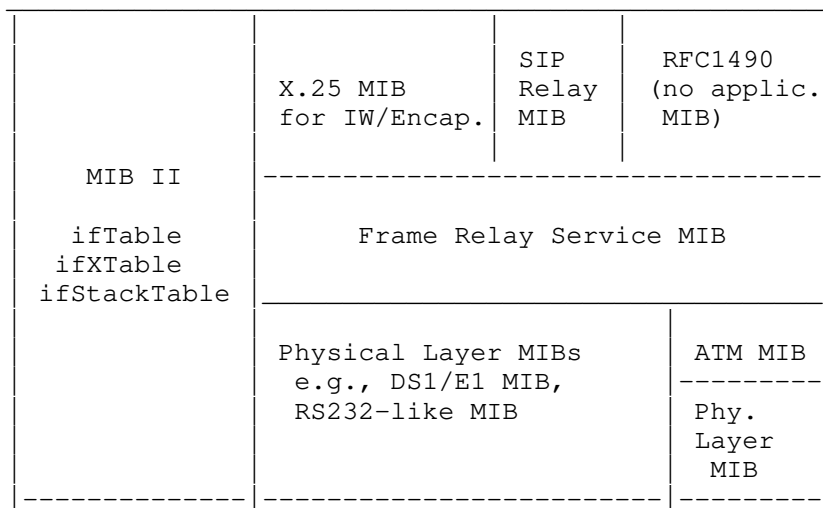 SIP RFC1490
X.25 MIB Relay (no applic.
for IW/Encap. MIB MIB)
MIB II
ifTable Frame Relay Service MIB
ifXTable
ifStackTable
Physical Layer MIBs ATM MIB
e.g., DS1/E1 MIB,
RS232-like MIB Phy.
Layer
MIB